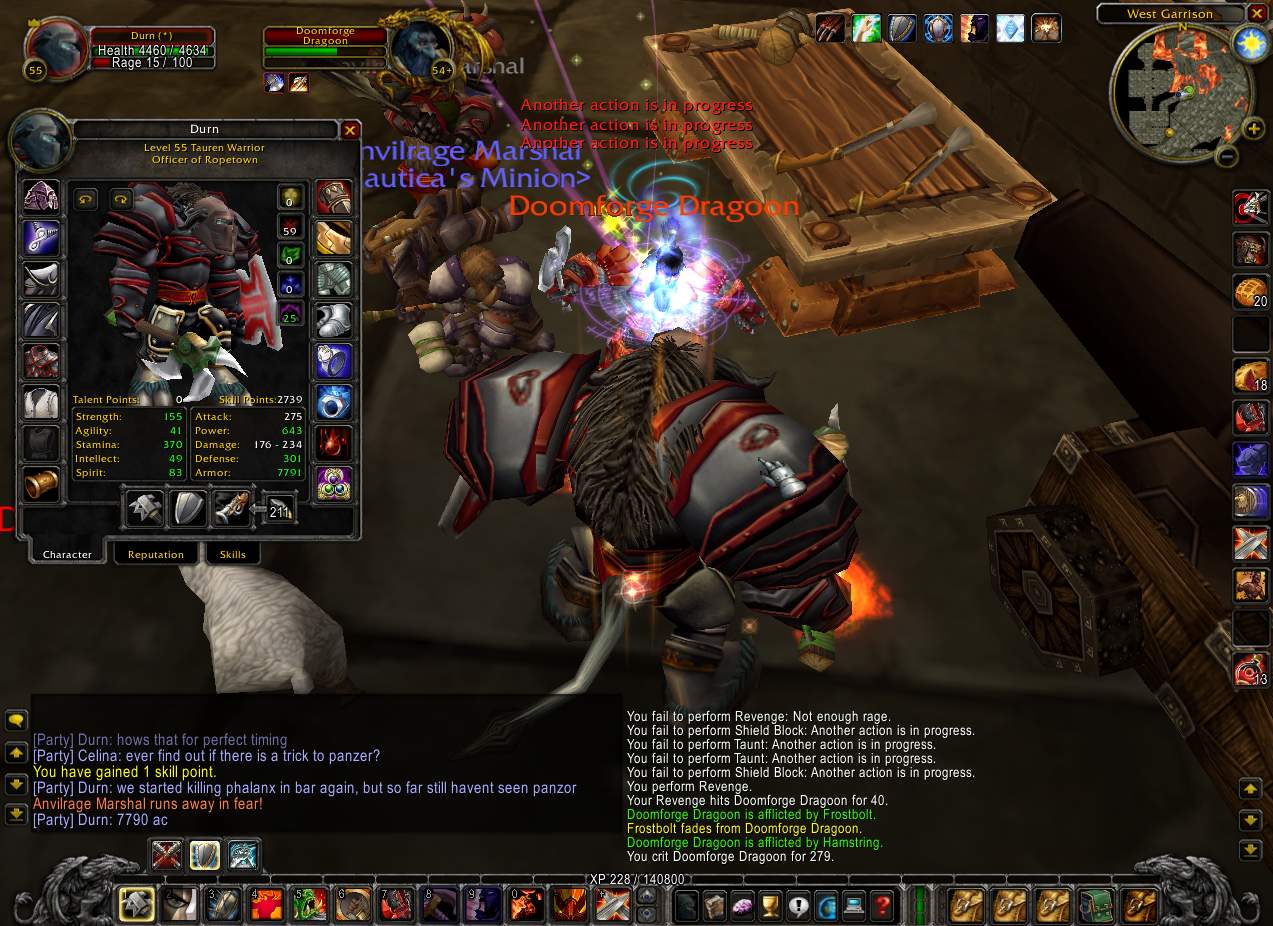 Durn (*)
Health 4460 / 4634
Rage 15 / 100
55
Doomforge
Dragoon
54+
West Garrison
N
Another action is in progress
Another action is in progress
Another action is in progress
nvilrage Marshal
autica's Minion>
Doomforge Dragoon
Durn
Level 55 Tauren Warrior
Officer of Ropetown
0
59
0
0
25
Talent Points: 0
Skill Points: 2739
Strength: 155
Agility: 41
Stamina: 370
Intellect: 49
Spirit: 83
Attack: 275
Power: 643
Damage: 176 - 234
Defense: 301
Armor: 7791
211
Character
Reputation
Skills
20
18
13
[Party] Durn: hows that for perfect timing
[Party] Celina: ever find out if there is a trick to panzer?
You have gained 1 skill point.
[Party] Durn: we started killing phalanx in bar again, but so far still havent seen panzor
Anvilrage Marshal runs away in fear!
[Party] Durn: 7790 ac
You fail to perform Revenge: Not enough rage.
You fail to perform Shield Block: Another action is in progress.
You fail to perform Taunt: Another action is in progress.
You fail to perform Taunt: Another action is in progress.
You fail to perform Shield Block: Another action is in progress.
You perform Revenge.
Your Revenge hits Doomforge Dragoon for 40.
Doomforge Dragoon is afflicted by Frostbolt.
Frostbolt fades from Doomforge Dragoon.
Doomforge Dragoon is afflicted by Hamstring.
You crit Doomforge Dragoon for 279.
XP 228 / 140800
3 4 5 6 7 8 9 0